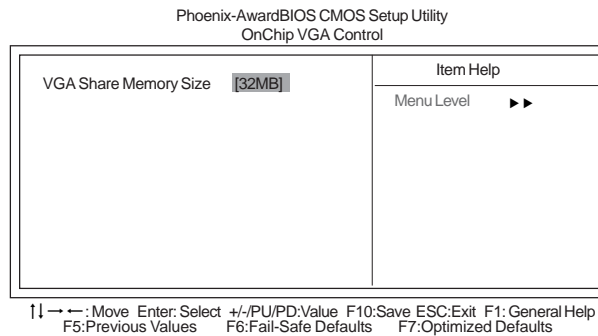 Phoenix-AwardBIOS CMOS Setup Utility
OnChip VGA Control
VGA Share Memory Size [32MB]
Item Help
Menu Level ▶▶
↑↓→←: Move Enter: Select +/-/PU/PD:Value F10:Save ESC:Exit F1: General Help
F5:Previous Values F6:Fail-Safe Defaults F7:Optimized Defaults